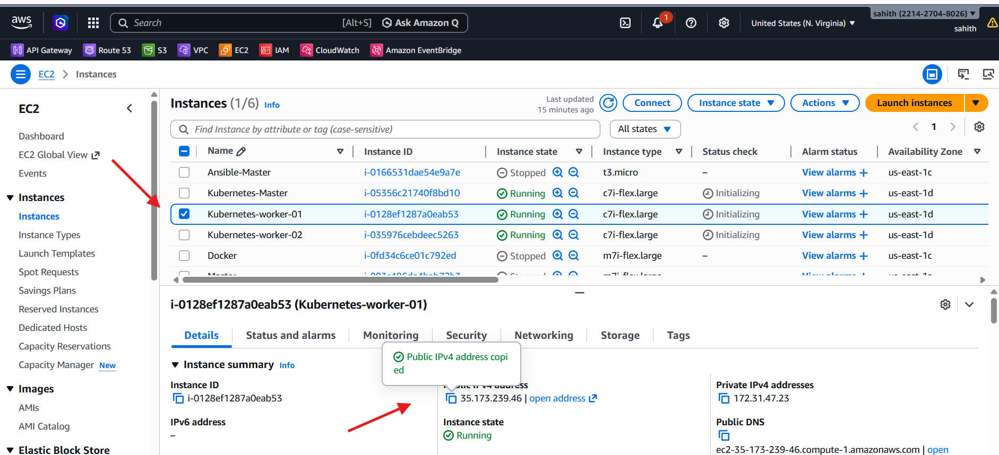 aws
Search [Alt+S] Ask Amazon Q
1
United States (N. Virginia)
sahith (2214-2704-8026)
sahith
API Gateway Route 53 S3 VPC EC2 IAM CloudWatch Amazon EventBridge
EC2 Instances
EC2
Dashboard
EC2 Global View
Events
Instances
Instances
Instance Types
Launch Templates
Spot Requests
Savings Plans
Reserved Instances
Dedicated Hosts
Capacity Reservations
Capacity Manager New
Images
AMIs
AMI Catalog
Elastic Block Store
Instances (1/6) Info
Last updated
15 minutes ago
Connect Instance state Actions Launch instances
Find Instance by attribute or tag (case-sensitive) All states 1
Name Instance ID Instance state Instance type Status check Alarm status Availability Zone
Ansible-Master i-0166531dae54e9a7e Stopped t3.micro – View alarms + us-east-1c
Kubernetes-Master i-05356c21740f8bd10 Running c7i-flex.large Initializing View alarms + us-east-1d
Kubernetes-worker-01 i-0128ef1287a0eab53 Running c7i-flex.large Initializing View alarms + us-east-1d
Kubernetes-worker-02 i-035976cebdeec5263 Running c7i-flex.large Initializing View alarms + us-east-1d
Docker i-0fd34c6ce01c792ed Stopped m7i-flex.large – View alarms + us-east-1c
i-0128ef1287a0eab53 (Kubernetes-worker-01)
Details Status and alarms Monitoring Security Networking Storage Tags
Public IPv4 address copi
ed
Instance summary Info
Instance ID
i-0128ef1287a0eab53
Public IPv4 address
35.173.239.46 | open address
Private IPv4 addresses
172.31.47.23
IPv6 address
–
Instance state
Running
Public DNS
ec2-35-173-239-46.compute-1.amazonaws.com | open